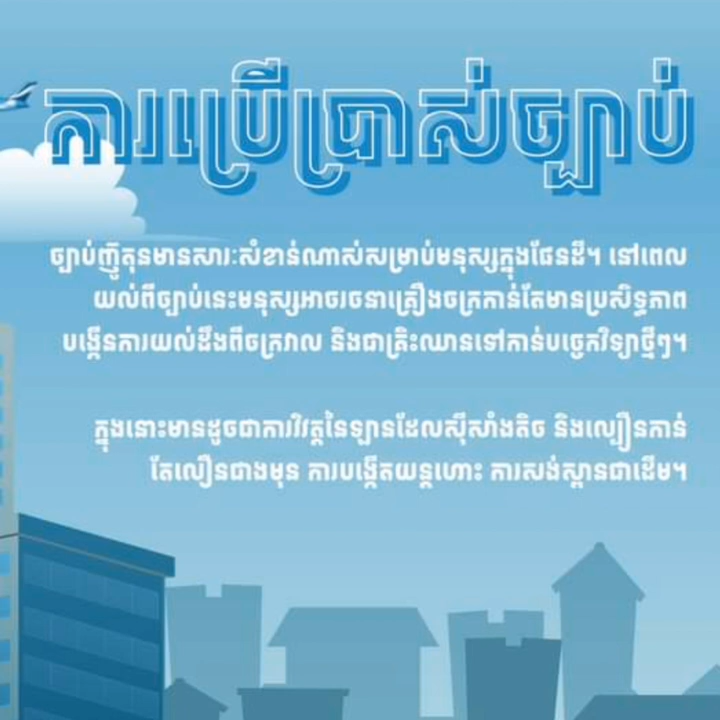 ការប្រើប្រាស់ច្បាប់
ច្បាប់ញ៉ូតុនមានសារៈសំខាន់ណាស់សម្រាប់មនុស្សក្នុងផែនដី។ នៅពេល
យល់ពីច្បាប់នេះមនុស្សអាចរចនាគ្រឿងចក្រកាន់តែមានប្រសិទ្ធភាព
បង្កើនការយល់ដឹងពីចក្រវាល និងជាគ្រិះឈានទៅកាន់បច្ចេកវិទ្យាថ្មីៗ។
ក្នុងនោះមានដូចជាការវិវត្តនៃឡានដែលស៊ីសាំងតិច និងល្បឿនកាន់
តែលឿនជាងមុន ការបង្កើតយន្តហោះ ការសង់ស្ពានជាដើម។